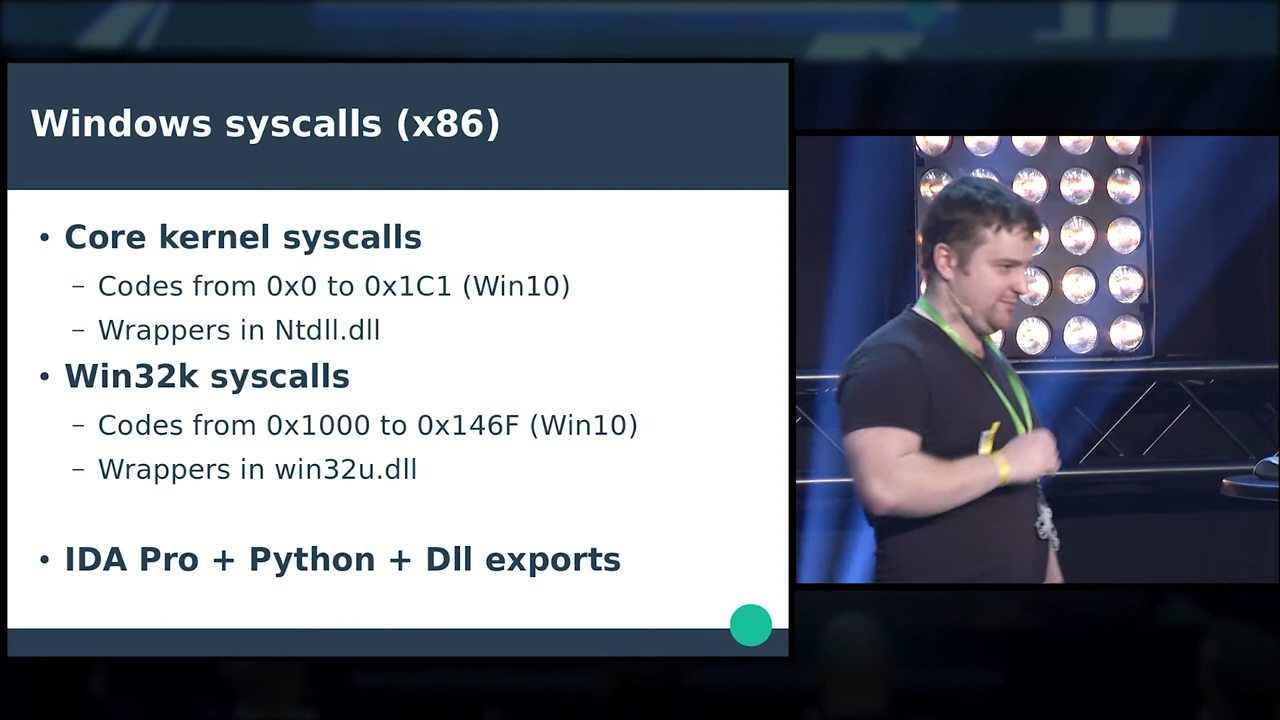 Windows syscalls (x86)
• Core kernel syscalls
– Codes from 0x0 to 0x1C1 (Win10)
– Wrappers in Ntdll.dll
• Win32k syscalls
– Codes from 0x1000 to 0x146F (Win10)
– Wrappers in win32u.dll
• IDA Pro + Python + Dll exports